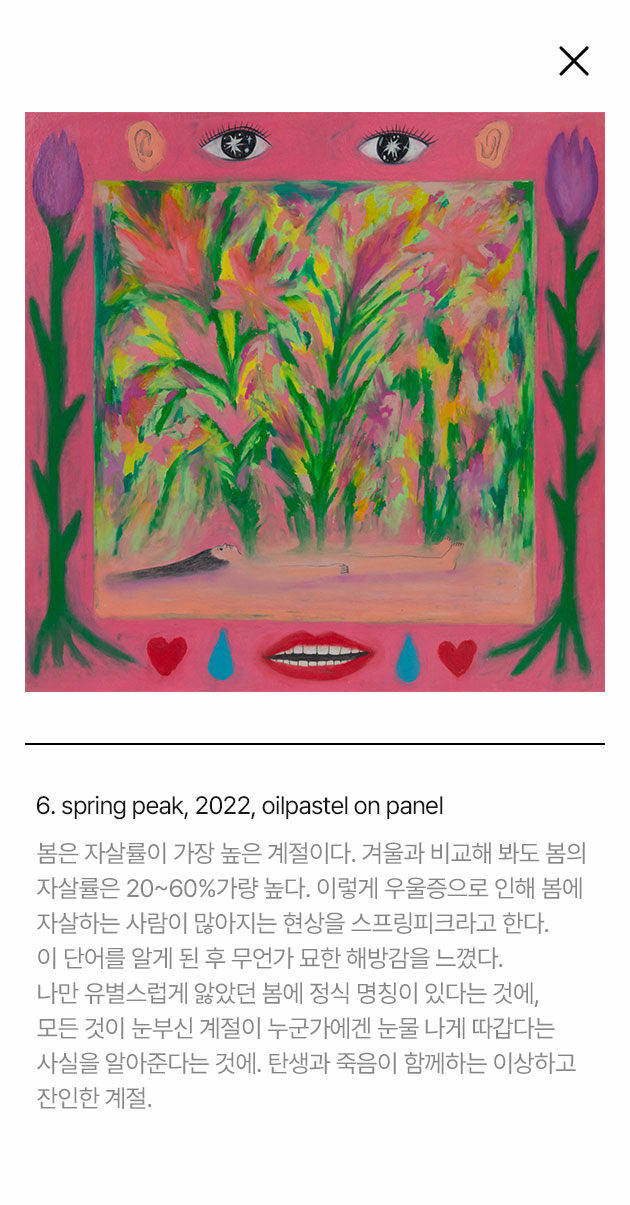 6. spring peak, 2022, oilpastel on panel
봄은 자살률이 가장 높은 계절이다. 겨울과 비교해 봐도 봄의
자살률은 20~60%가량 높다. 이렇게 우울증으로 인해 봄에
자살하는 사람이 많아지는 현상을 스프링피크라고 한다.
이 단어를 알게 된 후 무언가 묘한 해방감을 느꼈다.
나만 유별스럽게 앓았던 봄에 정식 명칭이 있다는 것에,
모든 것이 눈부신 계절이 누군가에겐 눈물 나게 따갑다는
사실을 알아준다는 것에. 탄생과 죽음이 함께하는 이상하고
잔인한 계절.